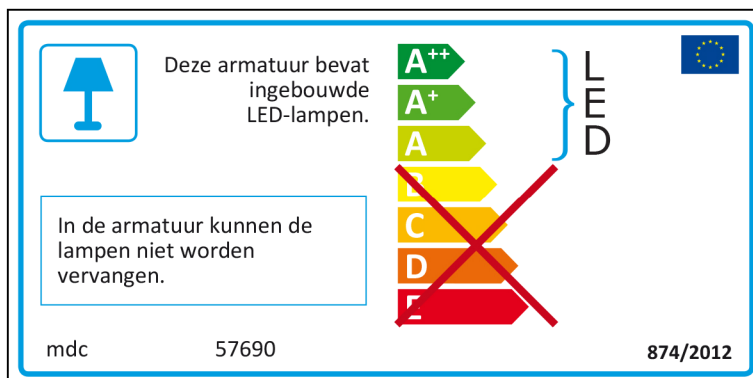 Deze armatuur bevat
ingebouwde
LED-lampen.
A++
A+
A
B
C
D
E
LED
In de armatuur kunnen de
lampen niet worden
vervangen.
mdc 57690
874/2012